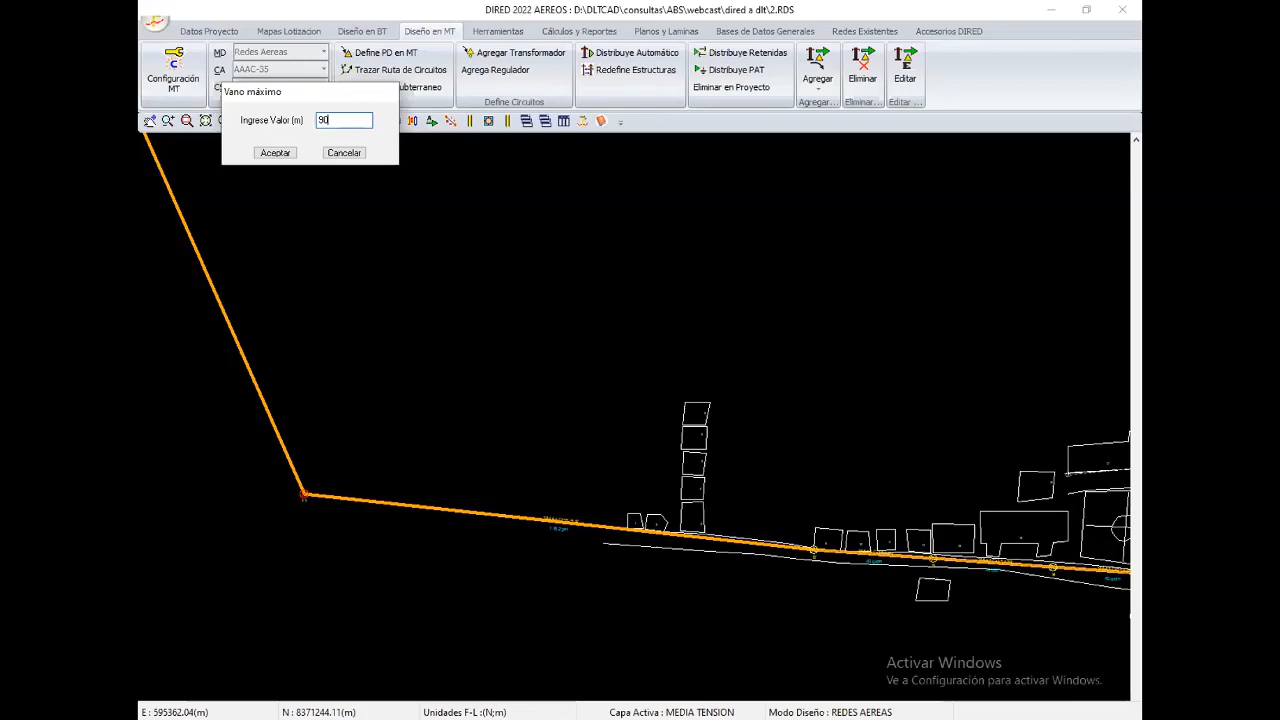 DIRED 2022 AEREOS : D:\DLTCAD\consultas\ABS\webcast\dired a dlt\2.RDS
Datos Proyecto
Mapas Lotizacion
Diseño en BT
Diseño en MT
Herramientas
Cálculos y Reportes
Planos y Laminas
Bases de Datos Generales
Redes Existentes
Accesorios DIRED
Configuración
MT
MD
Redes Aereas
CA
AAAC-35
Define PD en MT
Trazar Ruta de Circuitos
ubterraneo
Agregar Transformador
Agrega Regulador
Define Circuitos
Distribuye Automático
Redefine Estructuras
Distribuye Retenidas
Distribuye PAT
Eliminar en Proyecto
Agregar
Agregar...
Eliminar
Eliminar...
Editar
Editar ...
Vano máximo
Ingrese Valor (m)
90
Aceptar
Cancelar
Activar Windows
Ve a Configuración para activar Windows.
E : 595362.04(m)
N : 8371244.11(m)
Unidades F-L : (N;m)
Capa Activa : MEDIA TENSION
Modo Diseño : REDES AEREAS